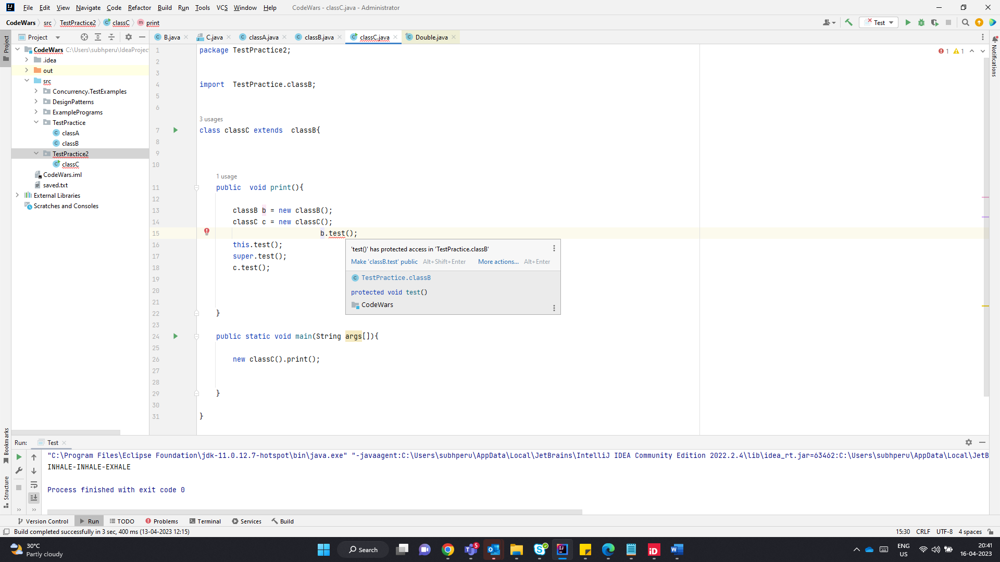 File Edit View Navigate Code Refactor Build Run Tools VCS Window Help CodeWars - classC.java - Administrator
CodeWars src TestPractice2 classC print
Test
Project
B.java C.java classA.java classB.java classC.java Double.java
Project
Notifications
CodeWars C:\Users\subhperu\IdeaProjec
.idea
out
src
Concurrency.TestExamples
DesignPatterns
ExamplePrograms
TestPractice
classA
classB
TestPractice2
classC
CodeWars.iml
saved.txt
External Libraries
Scratches and Consoles
1 package TestPractice2;
1 1
2
3
4 import  TestPractice.classB;
5
6
3 usages
7 class classC extends  classB{
8
9
10
1 usage
11 public  void print(){
12
13 classB b = new classB();
14 classC c = new classC();
15 b.test();
16 this.test();
17 super.test();
18 c.test();
19
20
21
22 }
23
24 public static void main(String args[]){
25
26 new classC().print();
27
28
29 }
30
31 }
'test()' has protected access in 'TestPractice.classB'
Make 'classB.test' public Alt+Shift+Enter More actions... Alt+Enter
TestPractice.classB
protected void test()
CodeWars
Bookmarks
Structure
Run: Test
"C:\Program Files\Eclipse Foundation\jdk-11.0.12.7-hotspot\bin\java.exe" "-javaagent:C:\Users\subhperu\AppData\Local\JetBrains\IntelliJ IDEA Community Edition 2022.2.4\lib\idea_rt.jar=63462:C:\Users\subhperu\AppData\Local\JetB
INHALE-INHALE-EXHALE
Process finished with exit code 0
Version Control Run TODO Problems Terminal Services Build
Build completed successfully in 3 sec, 400 ms (13-04-2023 12:15)
15:30 CRLF UTF-8 4 spaces
30°C
Partly cloudy
Search
5
ENG
US
20:41
16-04-2023